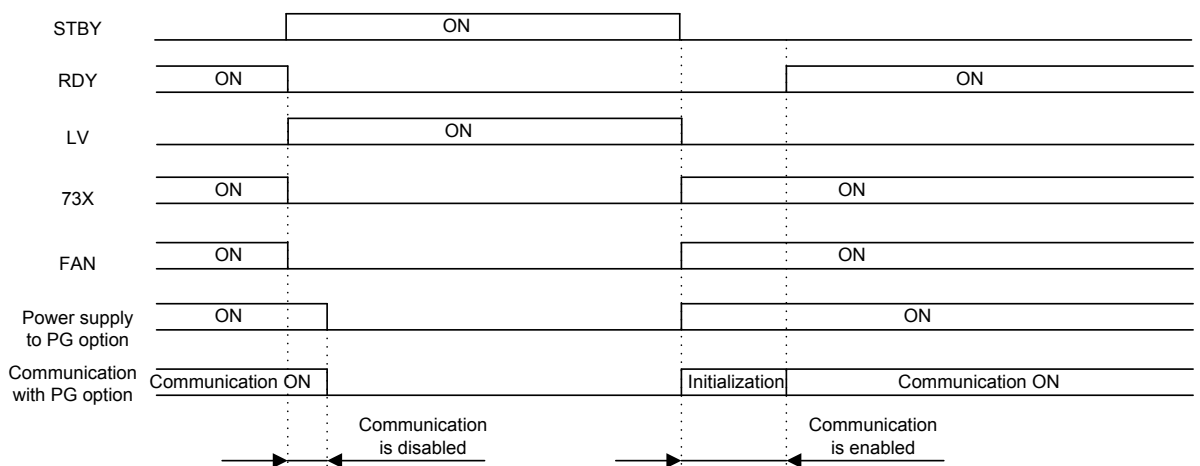 STBY
ON
RDY
ON
ON
LV
ON
73X
ON
ON
FAN
ON
ON
Power supply
to PG option
ON
ON
Communication
with PG option
Communication ON
Initialization
Communication ON
Communication
is disabled
Communication
is enabled